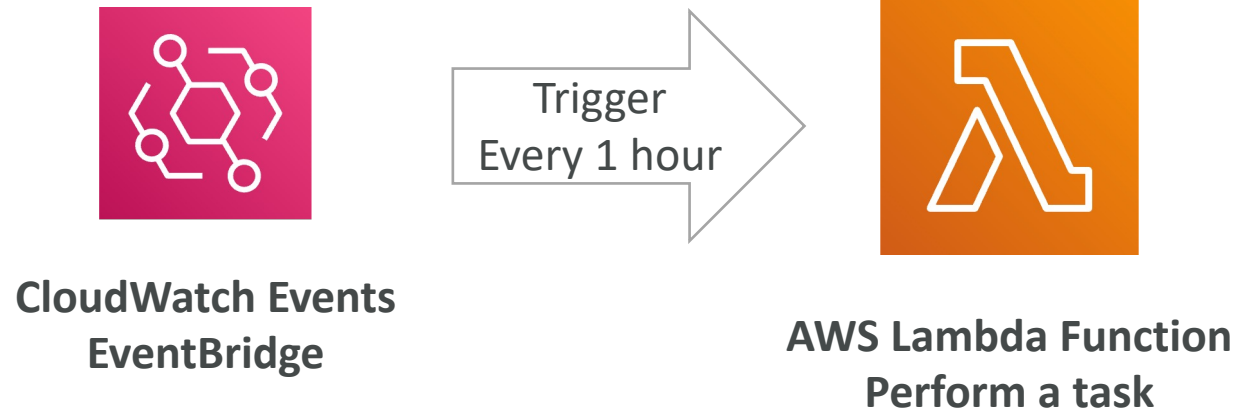 Trigger
Every 1 hour
CloudWatch Events
EventBridge
AWS Lambda Function
Perform a task